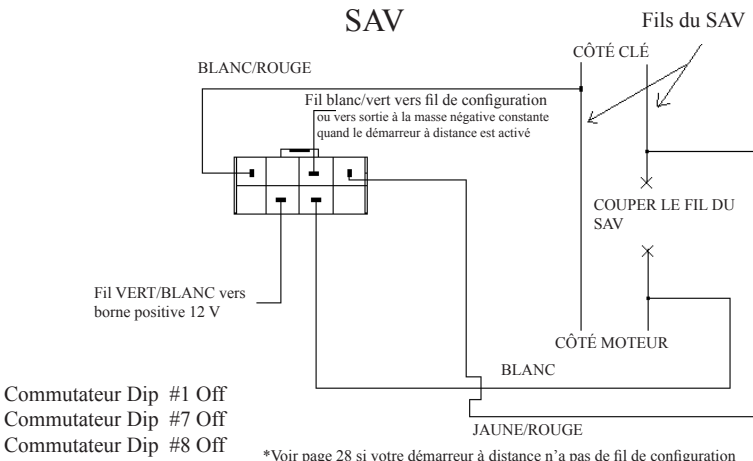 SAV
Fils du SAV
CÔTÉ CLÉ
BLANC/ROUGE
Fil blanc/vert vers fil de configuration
ou vers sortie à la masse négative constante
quand le démarreur à distance est activé
COUPER LE FIL DU
SAV
Fil VERT/BLANC vers
borne positive 12 V
CÔTÉ MOTEUR
BLANC
Commutateur Dip #1 Off
Commutateur Dip #7 Off
Commutateur Dip #8 Off
JAUNE/ROUGE
*Voir page 28 si votre démarreur à distance n'a pas de fil de configuration